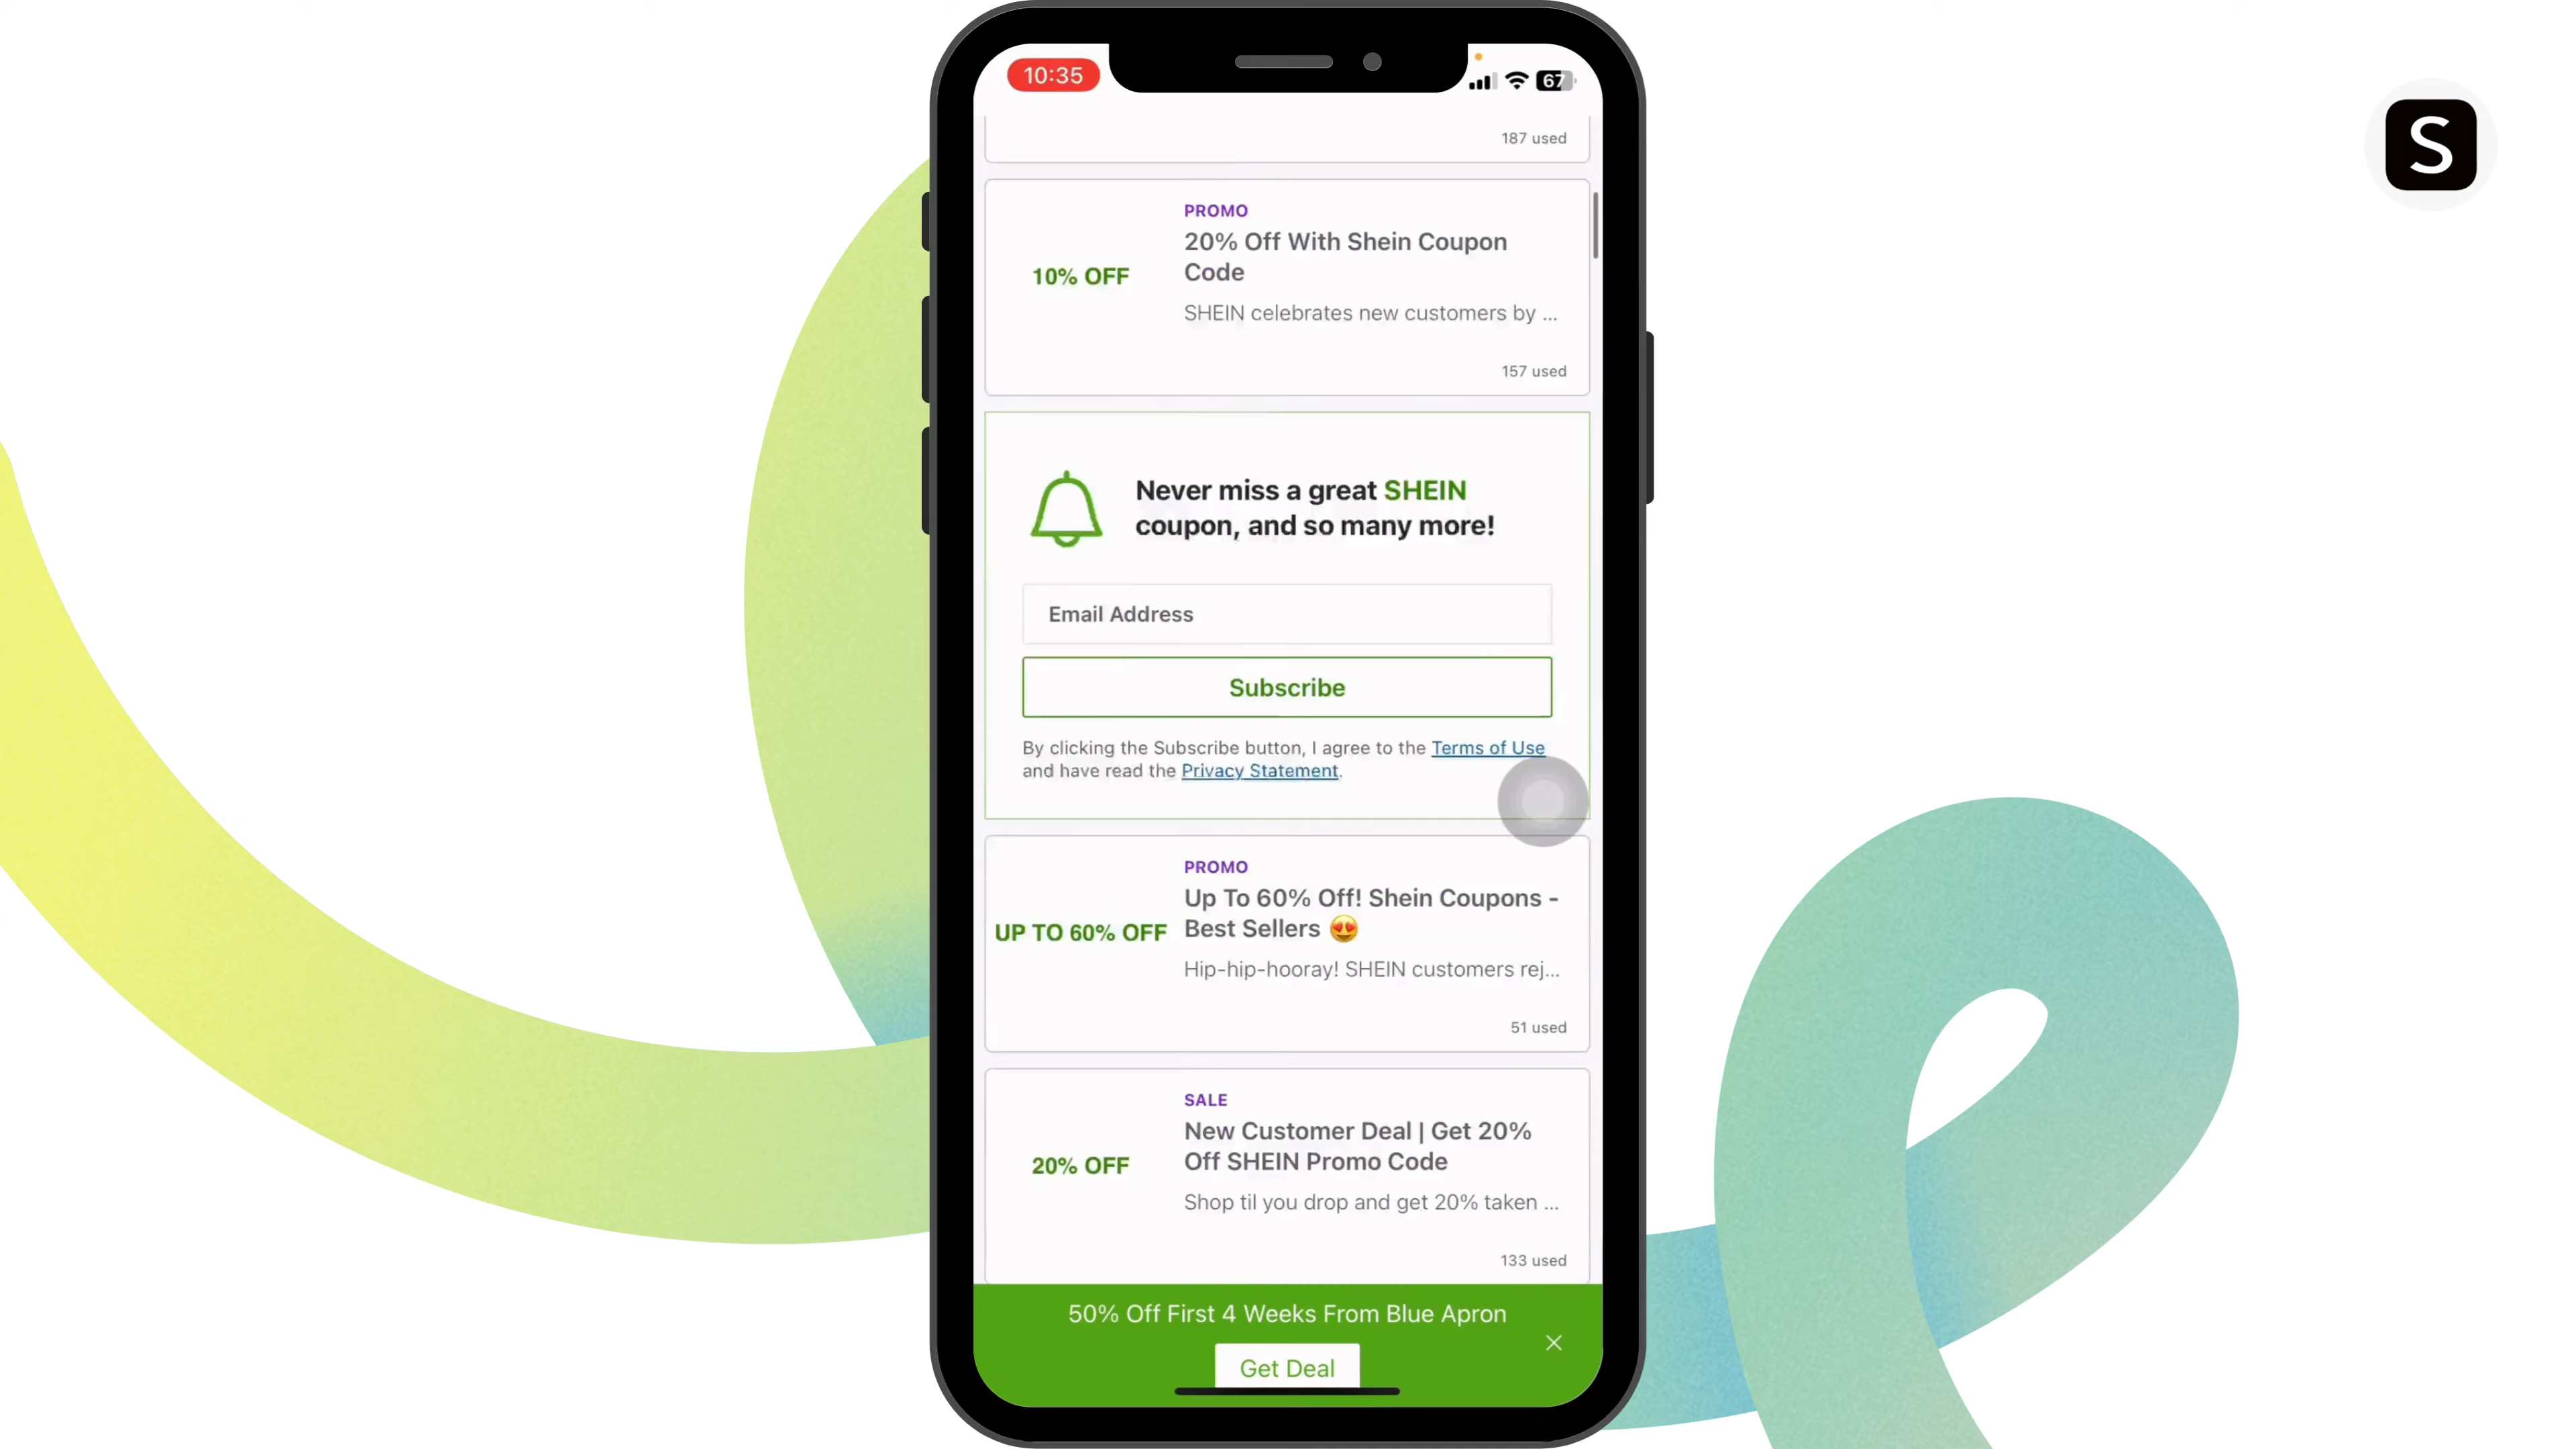 10:35
67
S
187 used
PROMO
20% Off With Shein Coupon
Code
10% OFF
SHEIN celebrates new customers by ...
157 used
Never miss a great SHEIN
coupon, and so many more!
Email Address
Subscribe
By clicking the Subscribe button, I agree to the Terms of Use
and have read the Privacy Statement.
PROMO
Up To 60% Off! Shein Coupons -
Best Sellers 😍
UP TO 60% OFF
Hip-hip-hooray! SHEIN customers rej...
51 used
SALE
New Customer Deal | Get 20%
Off SHEIN Promo Code
20% OFF
Shop til you drop and get 20% taken ...
133 used
50% Off First 4 Weeks From Blue Apron
Get Deal